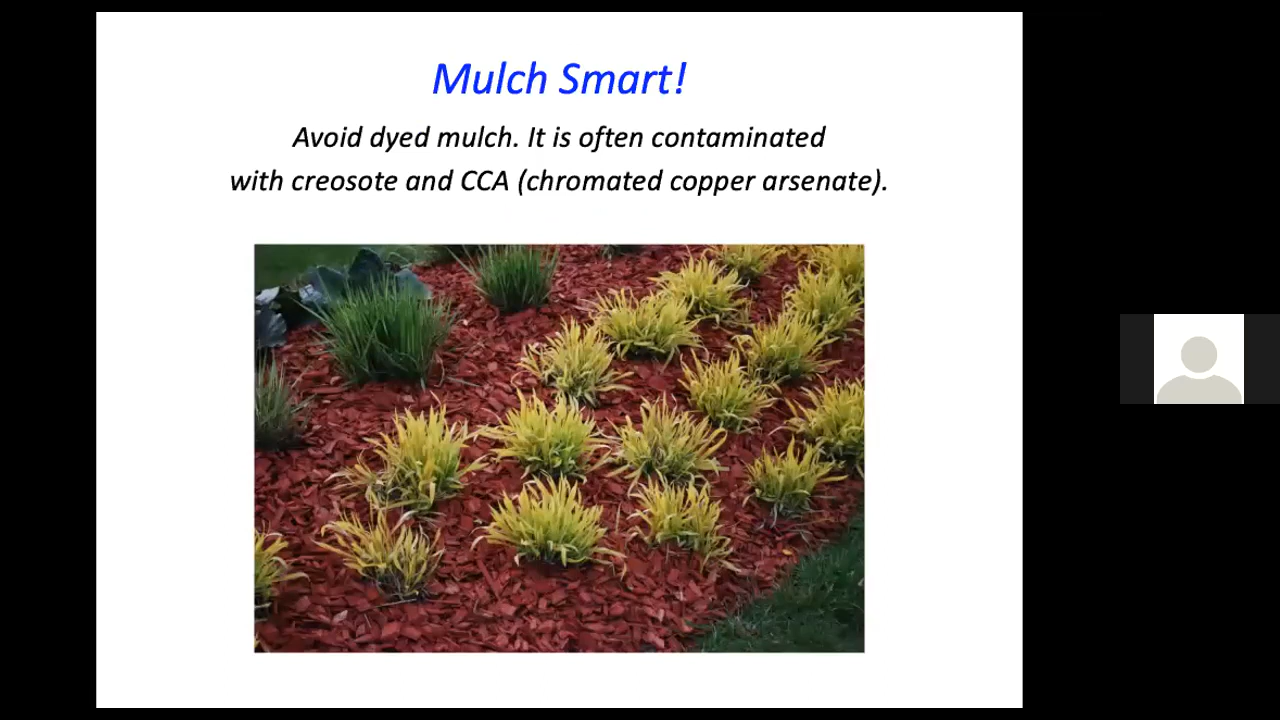 Mulch Smart!
Avoid dyed mulch. It is often contaminated
with creosote and CCA (chromated copper arsenate).